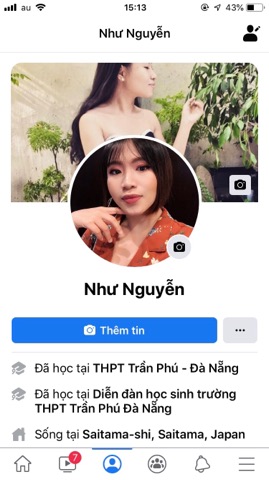 au 15:13 43%
Như Nguyễn
Như Nguyễn
Thêm tin
Đã học tại THPT Trần Phú - Đà Nẵng
Đã học tại Diễn đàn học sinh trường
THPT Trần Phú Đà Nẵng
Sống tại Saitama-shi, Saitama, Japan
7